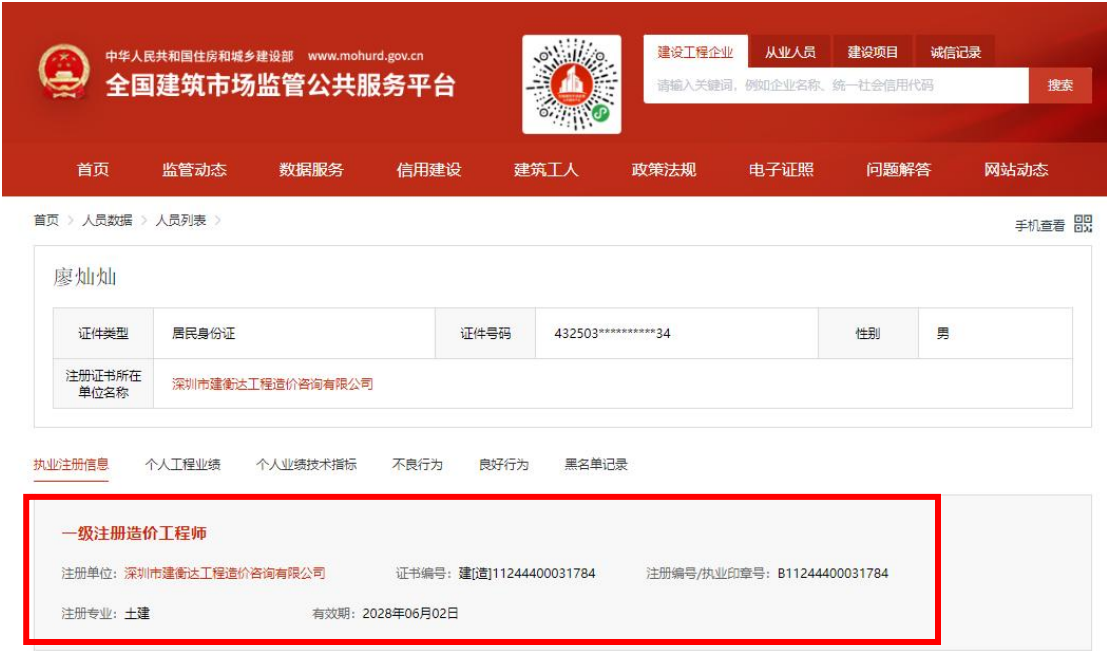 中华人民共和国住房和城乡建设部 www.mohurd.gov.cn
全国建筑市场监管公共服务平台
建设工程企业 从业人员 建设项目 诚信记录
请输入关键词，例如企业名称、统一社会信用代码 搜索
首页 监管动态 数据服务 信用建设 建筑工人 政策法规 电子证照 问题解答 网站动态
首页 > 人员数据 > 人员列表 >
手机查看
廖灿灿
证件类型 居民身份证 证件号码 432503**********34 性别 男
注册证书所在
单位名称
深圳市建衡达工程造价咨询有限公司
执业注册信息 个人工程业绩 个人业绩技术指标 不良行为 良好行为 黑名单记录
一级注册造价工程师
注册单位：深圳市建衡达工程造价咨询有限公司 证书编号：建[造]11244400031784 注册编号/执业印章号：B11244400031784
注册专业：土建 有效期：2028年06月02日